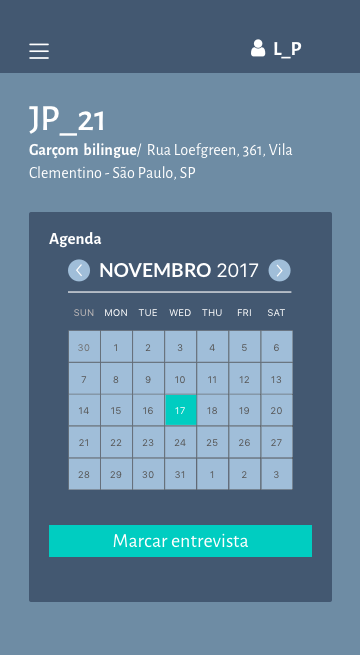 L_P
JP_21
Garçom bilingue/ Rua Loefgreen, 361, Vila
Clementino - São Paulo, SP
Agenda
NOVEMBRO 2017
SUN MON TUE WED THU FRI SAT
30 1 2 3 4 5 6
7 8 9 10 11 12 13
14 15 16 17 18 19 20
21 22 23 24 25 26 27
28 29 30 31 1 2 3
Marcar entrevista